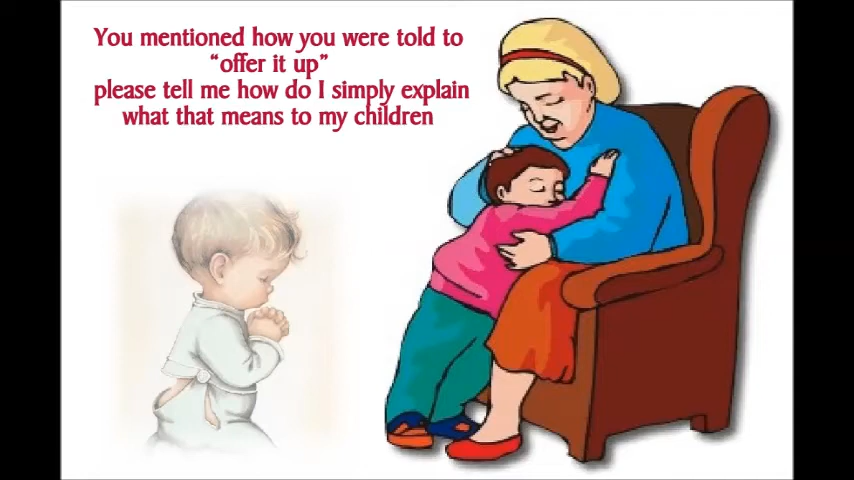 You mentioned how you were told to
“offer it up”
please tell me how do I simply explain
what that means to my children